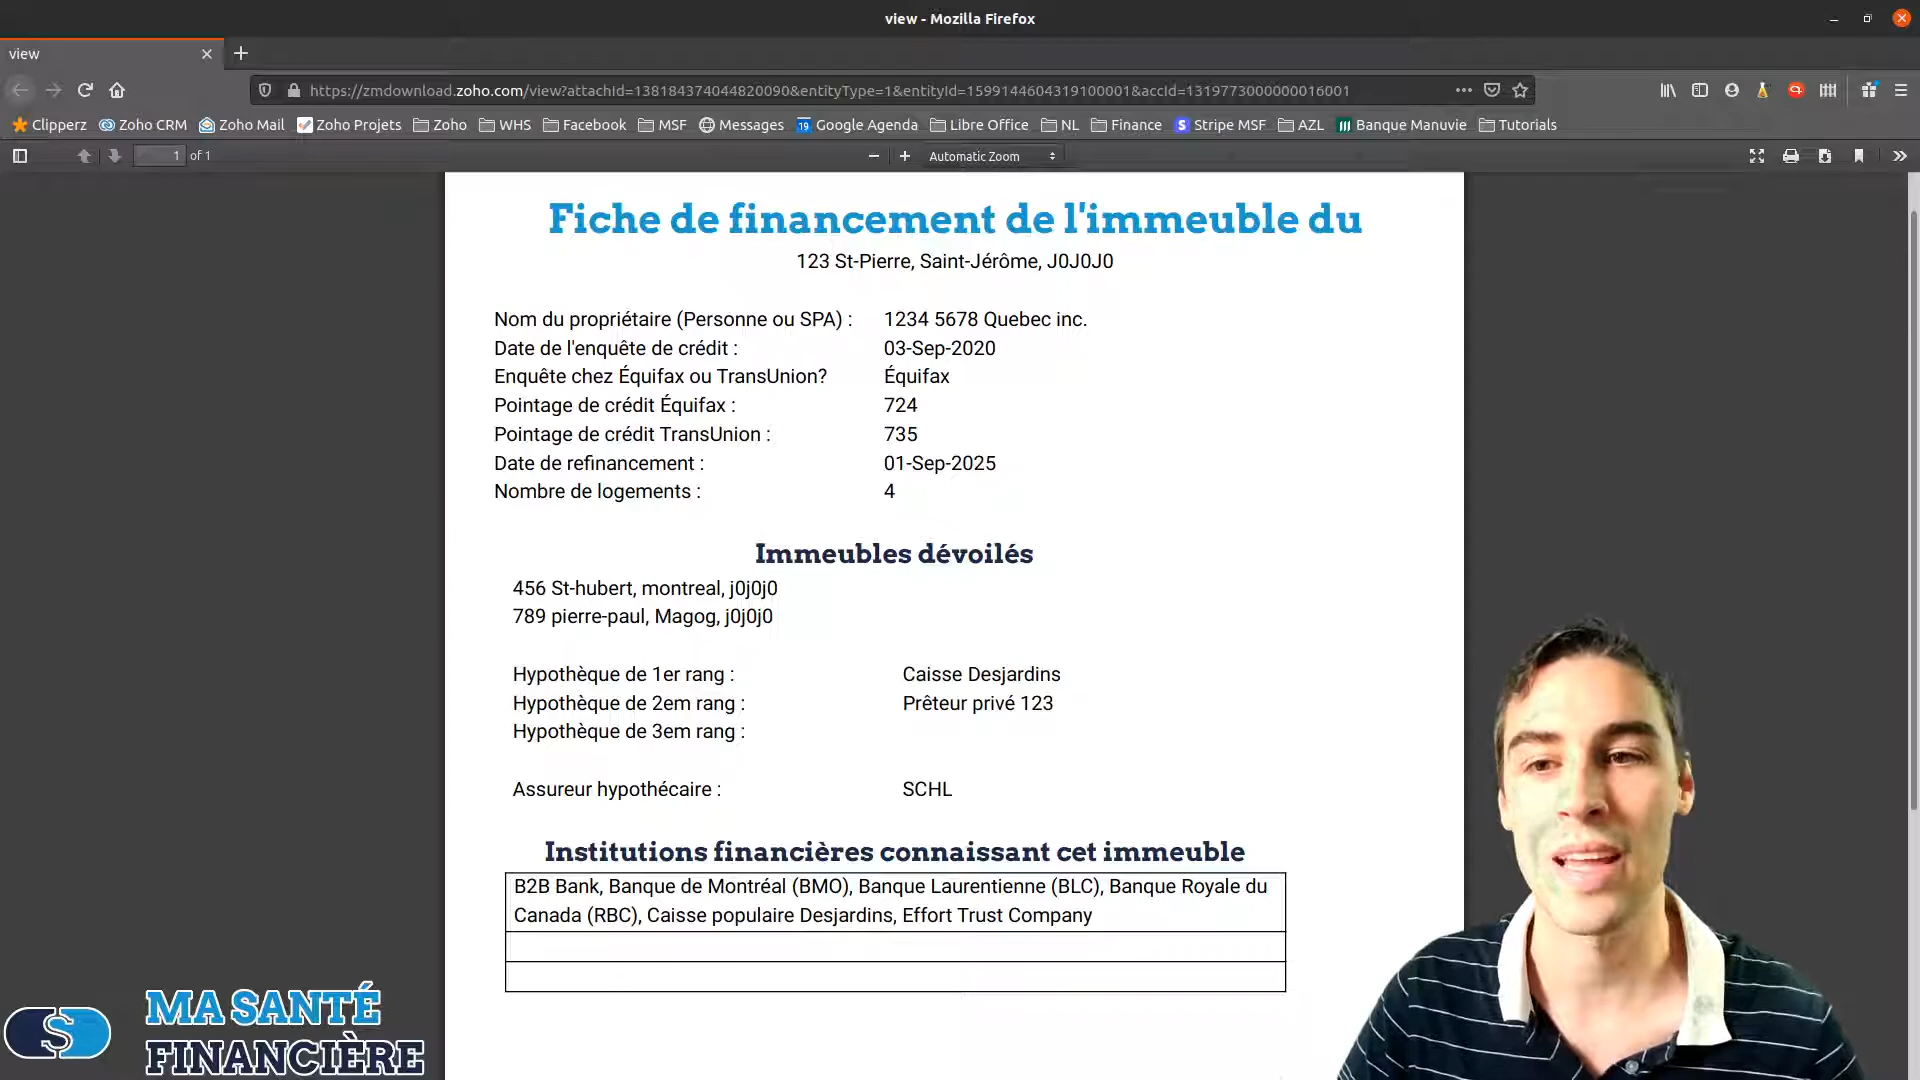 view - Mozilla Firefox
view
https://zmdownload.zoho.com/view?attachId=138184374044820090&entityType=1&entityId=1599144604319100001&accId=1319773000000016001
Clipperz Zoho CRM Zoho Mail Zoho Projets Zoho WHS Facebook MSF Messages 19 Google Agenda Libre Office NL Finance S Stripe MSF AZL Banque Manuvie Tutorials
1 of 1 Automatic Zoom
Fiche de financement de l'immeuble du
123 St-Pierre, Saint-Jérôme, J0J0J0
Nom du propriétaire (Personne ou SPA) : 1234 5678 Quebec inc.
Date de l'enquête de crédit : 03-Sep-2020
Enquête chez Équifax ou TransUnion? Équifax
Pointage de crédit Équifax : 724
Pointage de crédit TransUnion : 735
Date de refinancement : 01-Sep-2025
Nombre de logements : 4
Immeubles dévoilés
456 St-hubert, montreal, j0j0j0
789 pierre-paul, Magog, j0j0j0
Hypothèque de 1er rang : Caisse Desjardins
Hypothèque de 2em rang : Prêteur privé 123
Hypothèque de 3em rang :
Assureur hypothécaire : SCHL
Institutions financières connaissant cet immeuble
B2B Bank, Banque de Montréal (BMO), Banque Laurentienne (BLC), Banque Royale du
Canada (RBC), Caisse populaire Desjardins, Effort Trust Company
S
MA SANTÉ
FINANCIÈRE